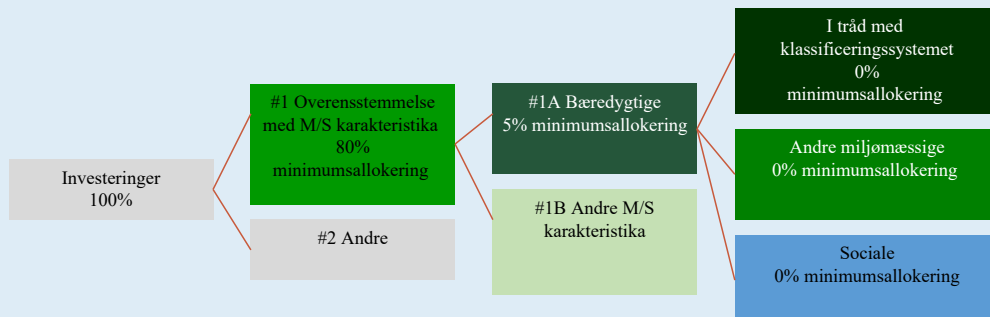 Investeringer
100%
#1 Overensstemmelse
med M/S karakteristika
80%
minimumsallokering
#2 Andre
#1A Bæredygtige
5% minimumsallokering
#1B Andre M/S
karakteristika
I tråd med
klassificeringssystemet
0%
minimumsallokering
Andre miljømæssige
0% minimumsallokering
Sociale
0% minimumsallokering